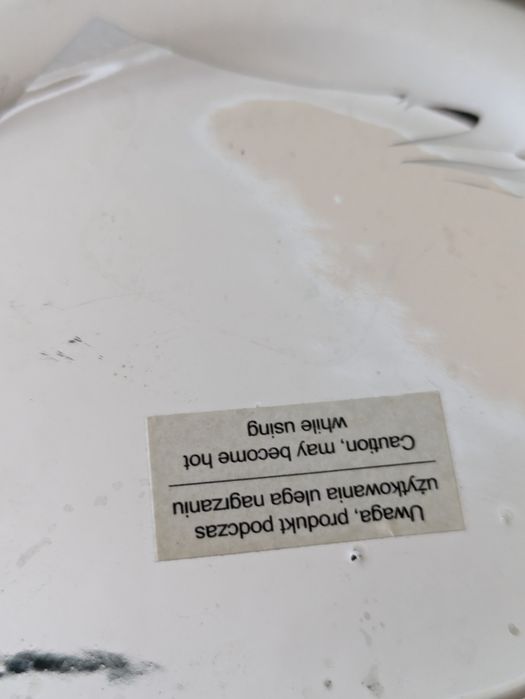 Uwaga, produkt podczas
użytkowania ulega nagrzaniu
Caution, may become hot
while using